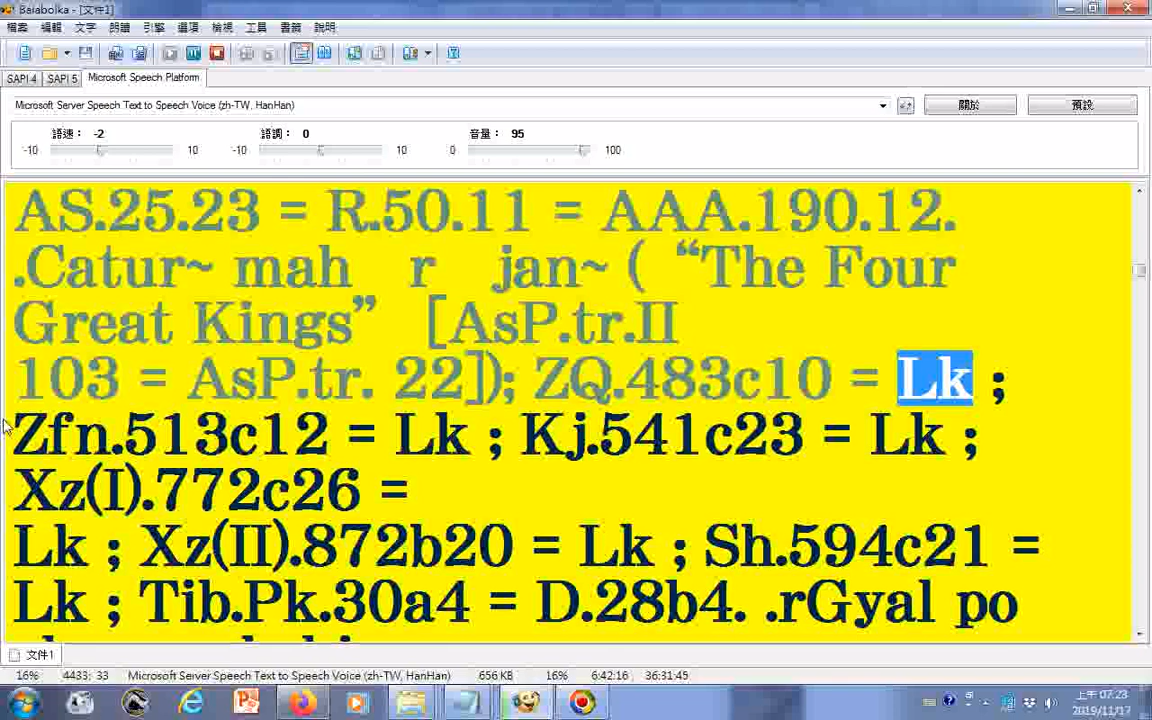 Balabolka - [文件1]
檔案 編輯 文字 朗讀 引擎 選項 檢視 工具 書籤 說明
SAPI 4 SAPI 5 Microsoft Speech Platform
Microsoft Server Speech Text to Speech Voice (zh-TW, HanHan) 關於 預設
語速： -2 語調： 0 音量： 95
-10 10 -10 10 0 100
AS.25.23 = R.50.11 = AAA.190.12.
.Catur~ mah r jan~ ( “The Four
Great Kings” [AsP.tr.II
103 = AsP.tr. 22]); ZQ.483c10 = Lk ;
Zfn.513c12 = Lk ; Kj.541c23 = Lk ;
Xz(I).772c26 =
Lk ; Xz(II).872b20 = Lk ; Sh.594c21 =
Lk ; Tib.Pk.30a4 = D.28b4. .rGyal po
文件1
16% 4433: 33 Microsoft Server Speech Text to Speech Voice (zh-TW, HanHan) 656 KB 16% 6:42:16 36:31:45
上午 07:23
2019/11/17